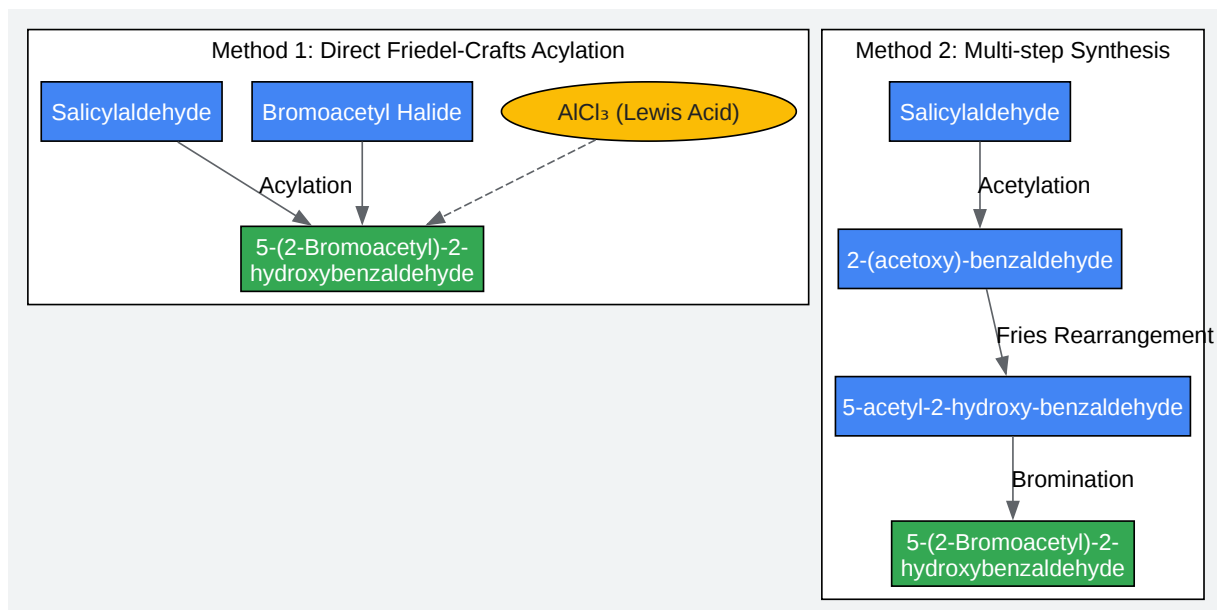 Method 1: Direct Friedel-Crafts Acylation
Salicylaldehyde
Bromoacetyl Halide
AlCl₃ (Lewis Acid)
Acylation
5-(2-Bromoacetyl)-2-
hydroxybenzaldehyde
Method 2: Multi-step Synthesis
Salicylaldehyde
Acetylation
2-(acetoxy)-benzaldehyde
Fries Rearrangement
5-acetyl-2-hydroxy-benzaldehyde
Bromination
5-(2-Bromoacetyl)-2-
hydroxybenzaldehyde